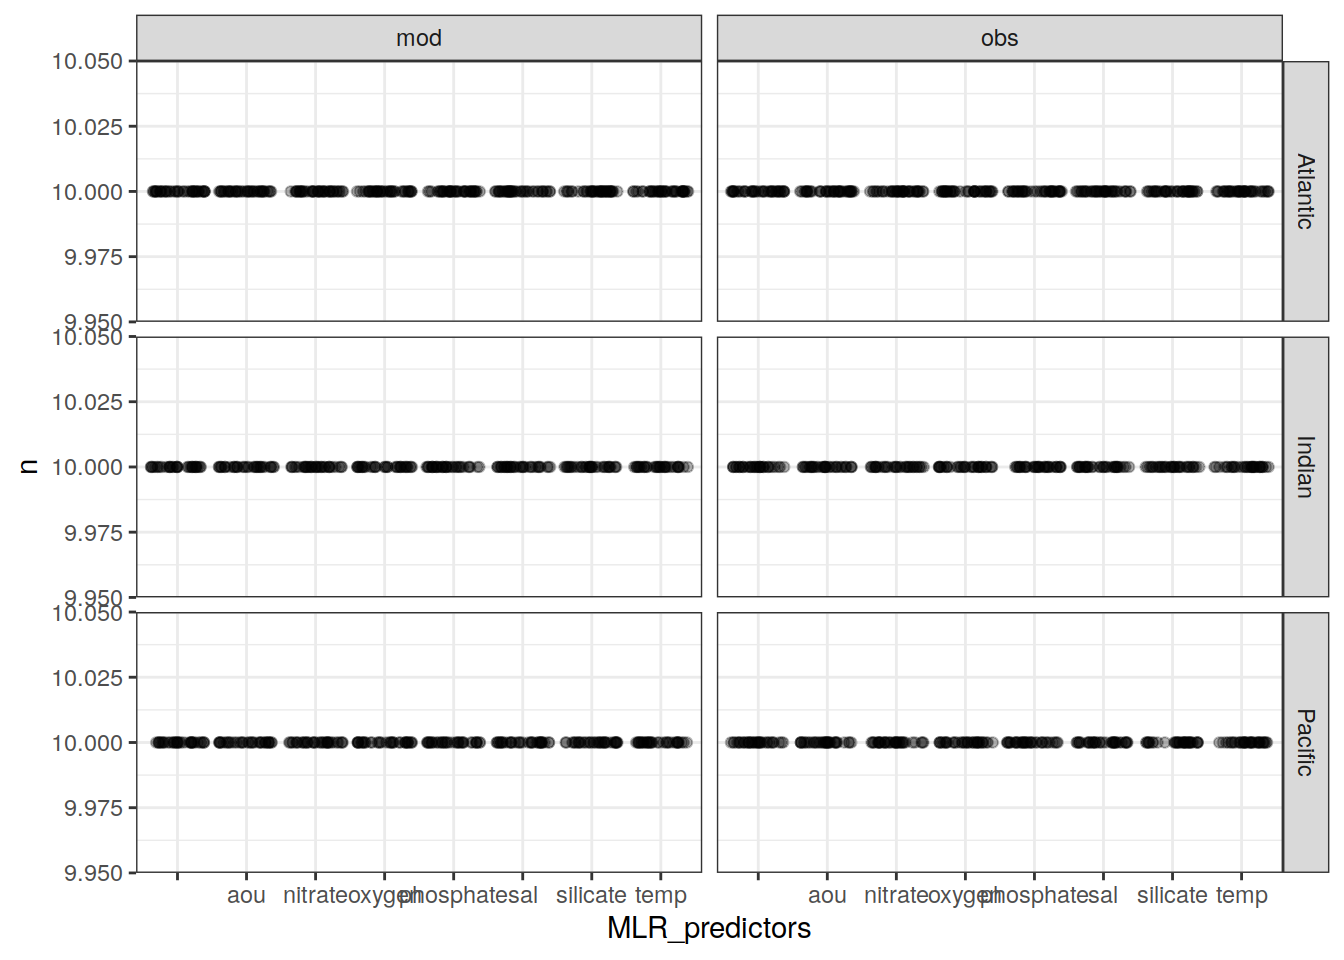 mod obs
10.050
10.025
10.000
9.975
9.950
Atlantic
10.050
10.025
10.000
9.975
9.950
Indian
10.050
10.025
10.000
9.975
9.950
Pacific
n
aou nitrate oxygen phosphate sal silicate temp aou nitrate oxygen phosphate sal silicate temp
MLR_predictors